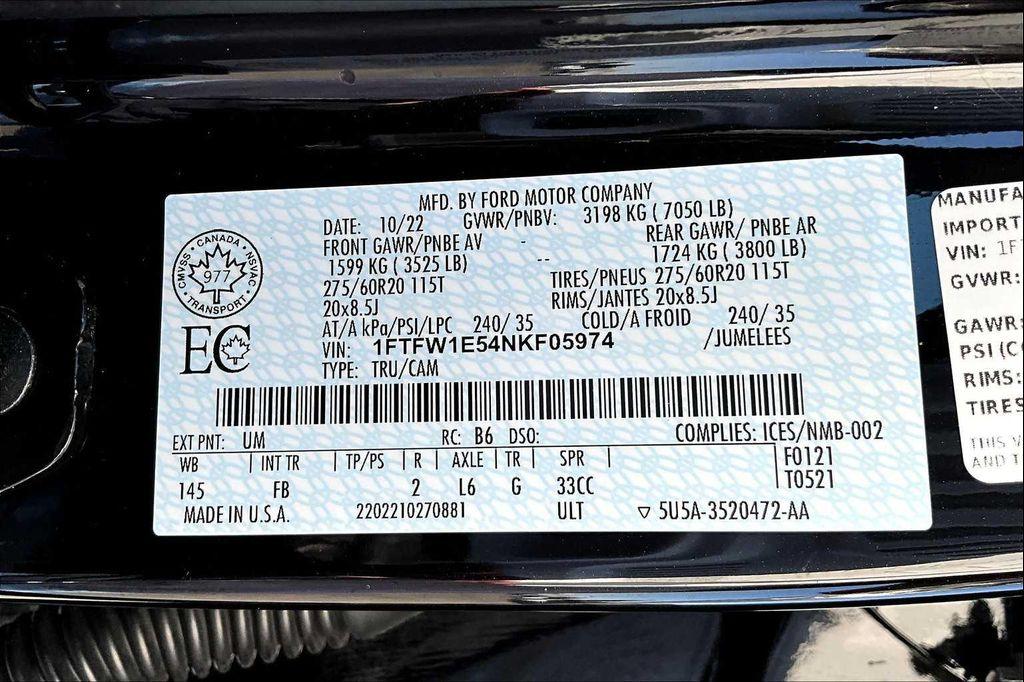 MFD. BY FORD MOTOR COMPANY
DATE: 10/22 GVWR/PNBV: 3198 KG ( 7050 LB)
FRONT GAWR/PNBE AV - REAR GAWR/ PNBE AR
1599 KG ( 3525 LB) -- 1724 KG ( 3800 LB)
275/60R20 115T TIRES/PNEUS 275/60R20 115T
20x8.5J RIMS/JANTES 20x8.5J
AT/A kPa/PSI/LPC 240/ 35 COLD/A FROID 240/ 35
VIN: 1FTFW1E54NKF05974 /JUMELEES
TYPE: TRU/CAM
CANADA
CMVSS NSVAC
977
TRANSPORT
EC
EXT PNT: UM RC: B6 DSO: COMPLIES: ICES/NMB-002
WB INT TR TP/PS R AXLE TR SPR F0121
145 FB 2 L6 G 33CC T0521
MADE IN U.S.A. 2202210270881 ULT ▽ 5U5A-3520472-AA
MANUFA
IMPORT
VIN: 1F
GVWR:
GAWR:
PSI (C
RIMS:
TIRES
THIS V
AND T